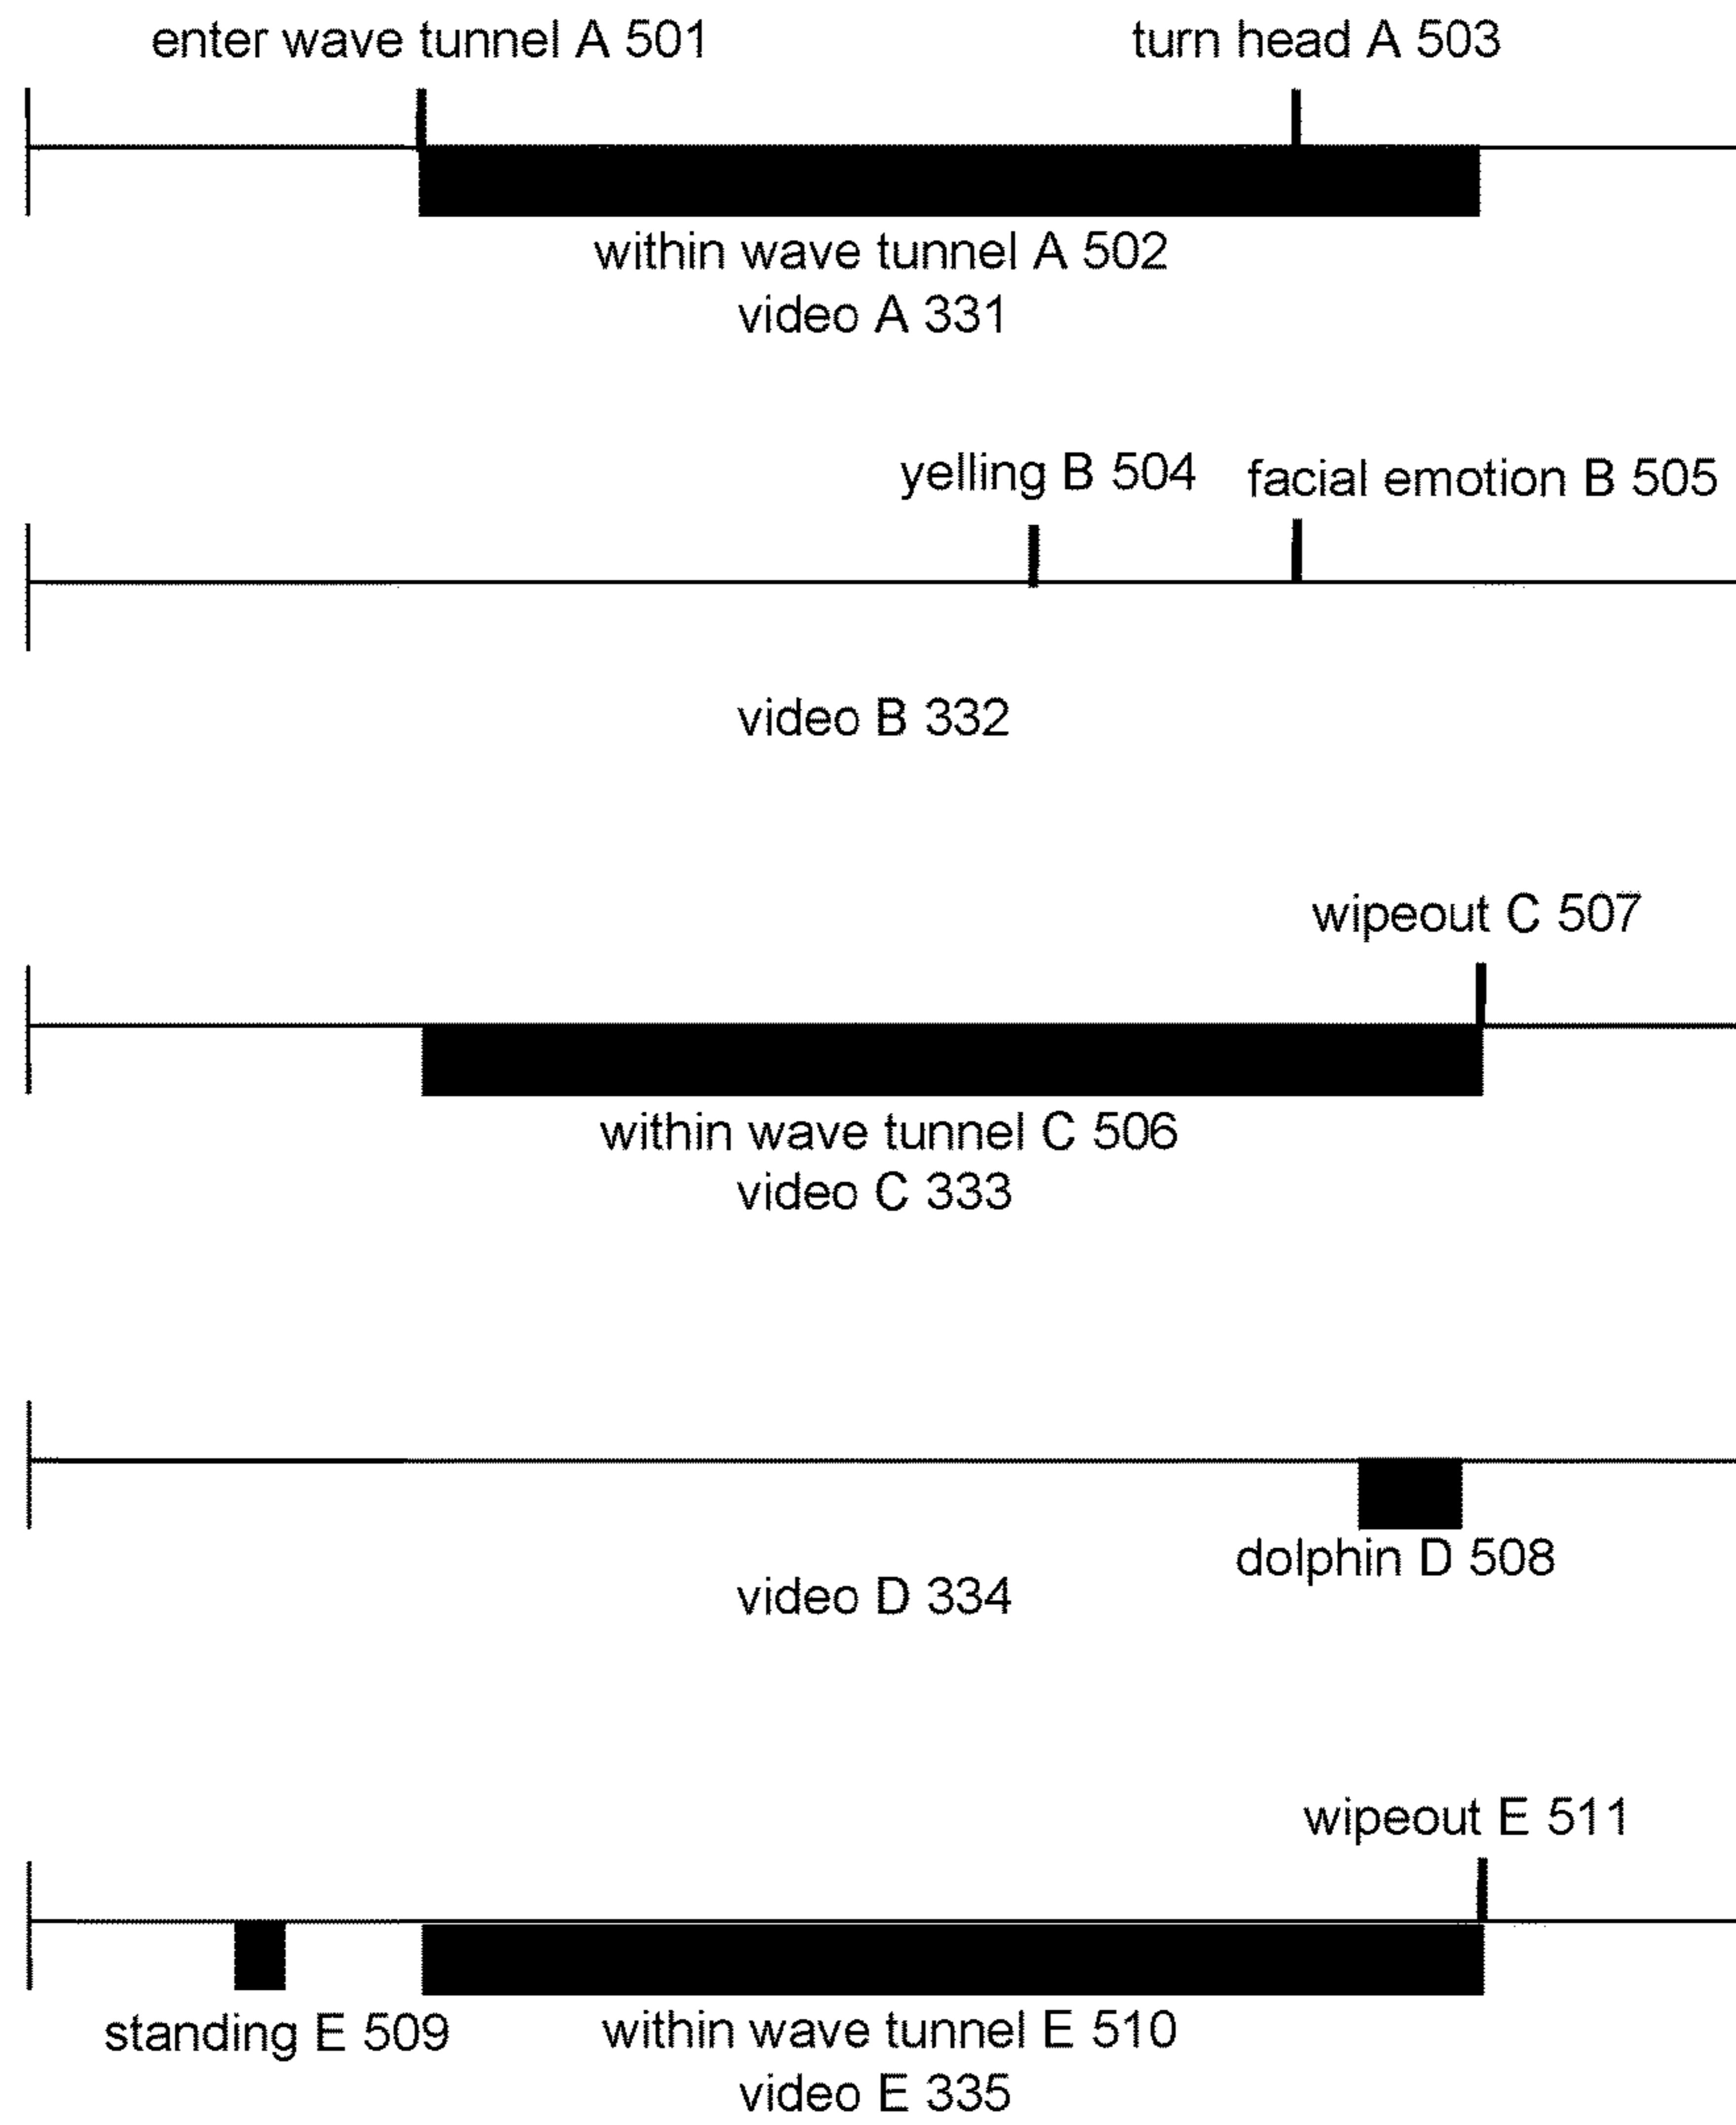 enter wave tunnel A 501
turn head A 503
within wave tunnel A 502
video A 331
yelling B 504
facial emotion B 505
video B 332
wipeout C 507
within wave tunnel C 506
video C 333
dolphin D 508
video D 334
wipeout E 511
standing E 509
within wave tunnel E 510
video E 335